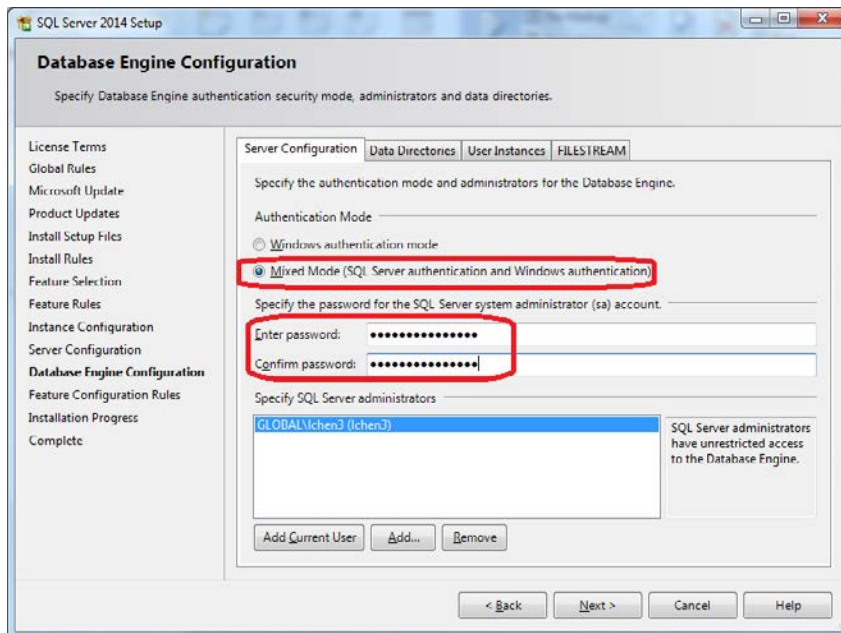 SQL Server 2014 Setup
Database Engine Configuration
Specify Database Engine authentication security mode, administrators and data directories.
License Terms
Global Rules
Microsoft Update
Product Updates
Install Setup Files
Install Rules
Feature Selection
Feature Rules
Instance Configuration
Server Configuration
Database Engine Configuration
Feature Configuration Rules
Installation Progress
Complete
Server Configuration Data Directories User Instances FILESTREAM
Specify the authentication mode and administrators for the Database Engine.
Authentication Mode
Windows authentication mode
Mixed Mode (SQL Server authentication and Windows authentication)
Specify the password for the SQL Server system administrator (sa) account.
Enter password: ●●●●●●●●●●●●●●●
Confirm password: ●●●●●●●●●●●●●●●
Specify SQL Server administrators
GLOBAL\lchen3 (lchen3)
SQL Server administrators
have unrestricted access
to the Database Engine.
Add Current User Add... Remove
< Back Next > Cancel Help